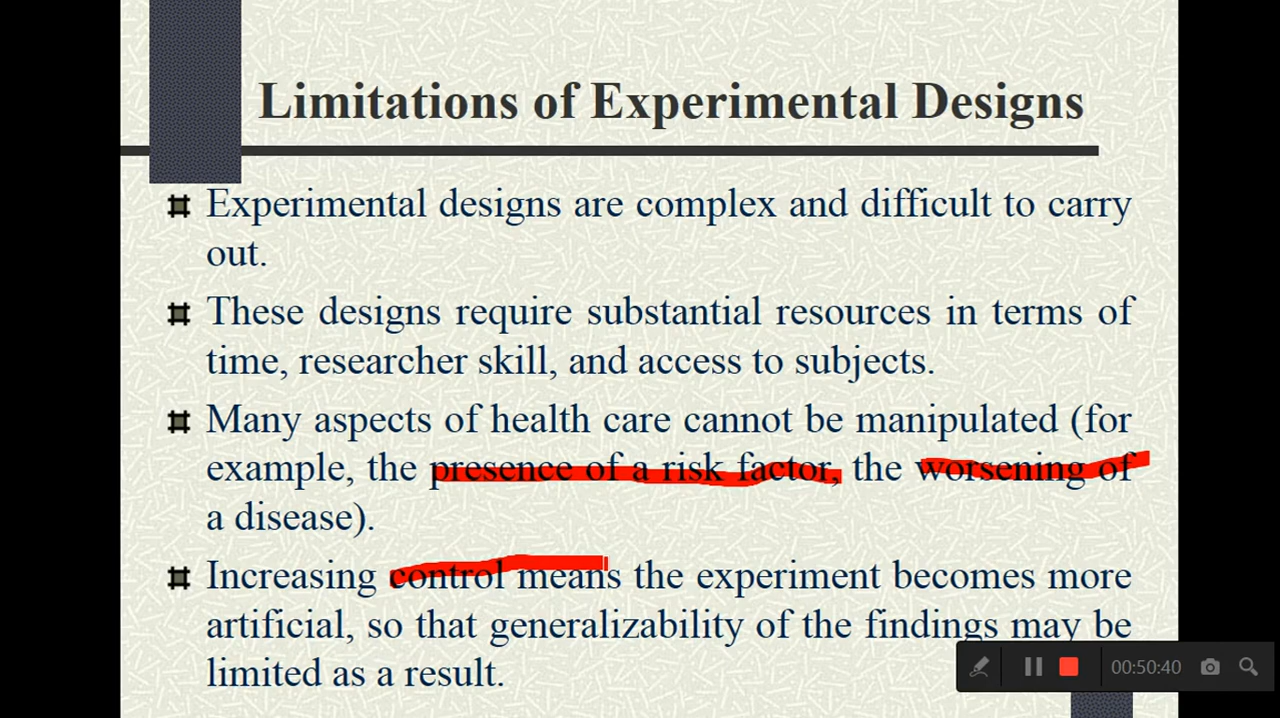 Limitations of Experimental Designs
Experimental designs are complex and difficult to carry
out.
These designs require substantial resources in terms of
time, researcher skill, and access to subjects.
Many aspects of health care cannot be manipulated (for
example, the presence of a risk factor, the worsening of
a disease).
Increasing control means the experiment becomes more
artificial, so that generalizability of the findings may be
limited as a result.
00:50:40